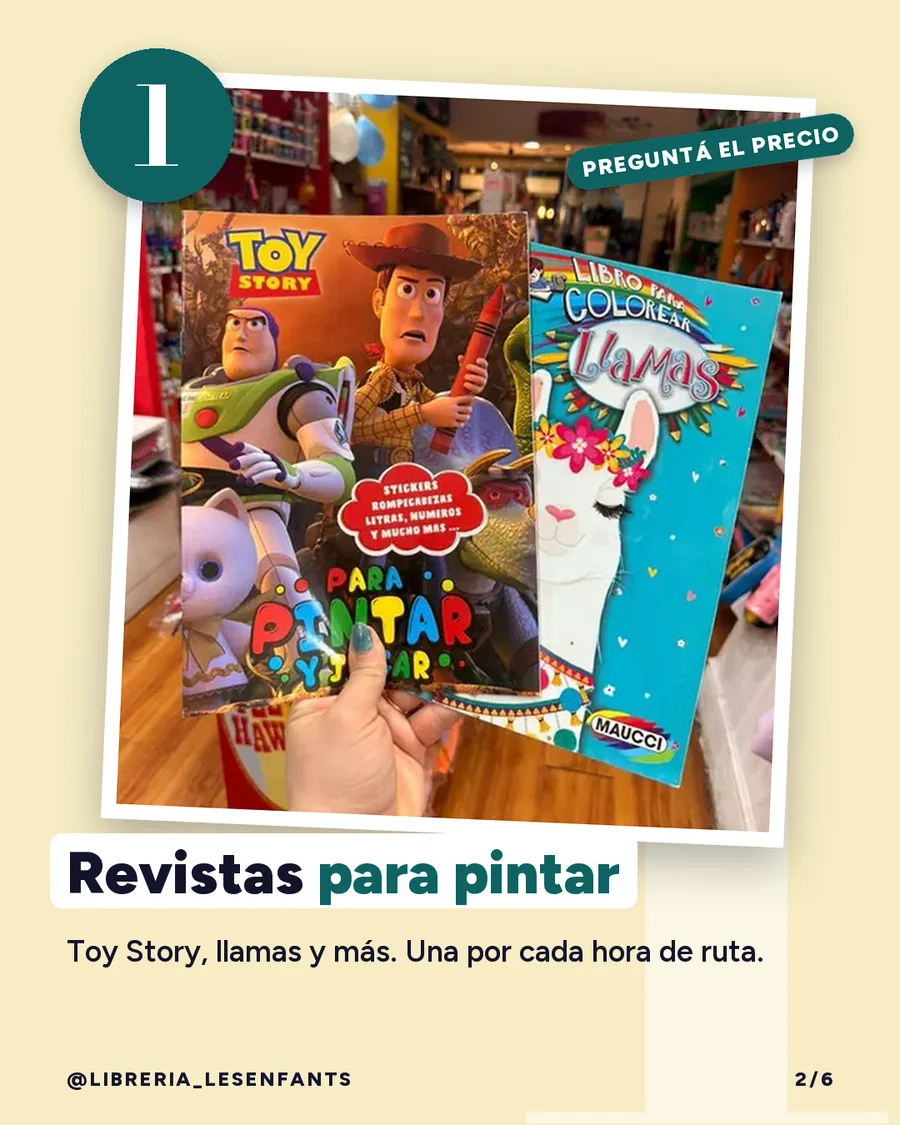 1
PREGUNTÁ EL PRECIO
TOY
STORY
LIBRO PARA
COLOREAR
LLAMAS
STICKERS
ROMPECABEZAS
LETRAS, NUMEROS
Y MUCHO MAS ...
PARA
PINTAR
MAUCCI
Revistas para pintar
Toy Story, llamas y más. Una por cada hora de ruta.
@LIBRERIA_LESENFANTS
2/6